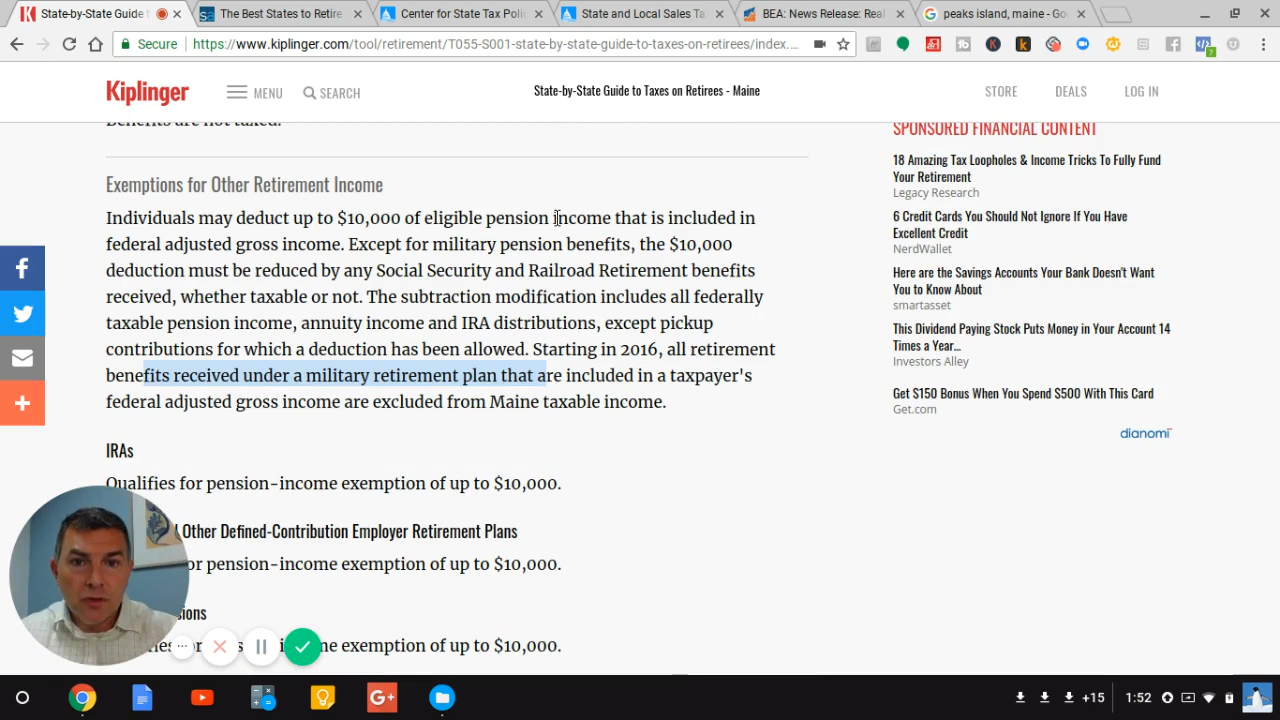 State-by-State Guide t
The Best States to Retire
Center for State Tax Poli
State and Local Sales Ta
BEA: News Release: Real
peaks island, maine - Go
Secure
https://www.kiplinger.com/tool/retirement/T055-S001-state-by-state-guide-to-taxes-on-retirees/index....
7
Kiplinger
MENU
SEARCH
State-by-State Guide to Taxes on Retirees - Maine
STORE
DEALS
LOG IN
Benefits are not taxed.
Exemptions for Other Retirement Income
Individuals may deduct up to $10,000 of eligible pension income that is included in
federal adjusted gross income. Except for military pension benefits, the $10,000
deduction must be reduced by any Social Security and Railroad Retirement benefits
received, whether taxable or not. The subtraction modification includes all federally
taxable pension income, annuity income and IRA distributions, except pickup
contributions for which a deduction has been allowed. Starting in 2016, all retirement
benefits received under a military retirement plan that are included in a taxpayer's
federal adjusted gross income are excluded from Maine taxable income.
IRAs
Qualifies for pension-income exemption of up to $10,000.
Other Defined-Contribution Employer Retirement Plans
or pension-income exemption of up to $10,000.
sions
exemption of up to $10,000.
SPONSORED FINANCIAL CONTENT
18 Amazing Tax Loopholes & Income Tricks To Fully Fund
Your Retirement
Legacy Research
6 Credit Cards You Should Not Ignore If You Have
Excellent Credit
NerdWallet
Here are the Savings Accounts Your Bank Doesn't Want
You to Know About
smartasset
This Dividend Paying Stock Puts Money in Your Account 14
Times a Year...
Investors Alley
Get $150 Bonus When You Spend $500 With This Card
Get.com
dianomi
+15
1:52